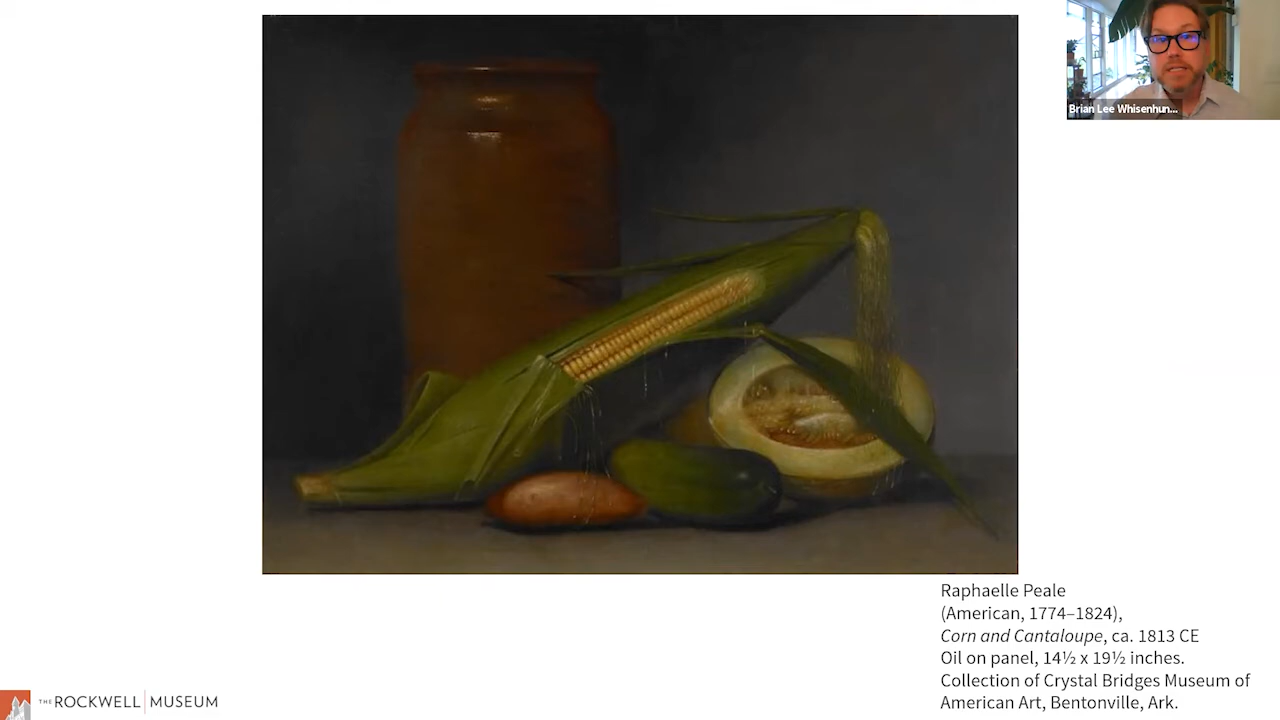 Brian Lee Whisenhun...
Raphaelle Peale
(American, 1774–1824),
Corn and Cantaloupe, ca. 1813 CE
Oil on panel, 14½ x 19½ inches.
Collection of Crystal Bridges Museum of
American Art, Bentonville, Ark.
THE ROCKWELL MUSEUM